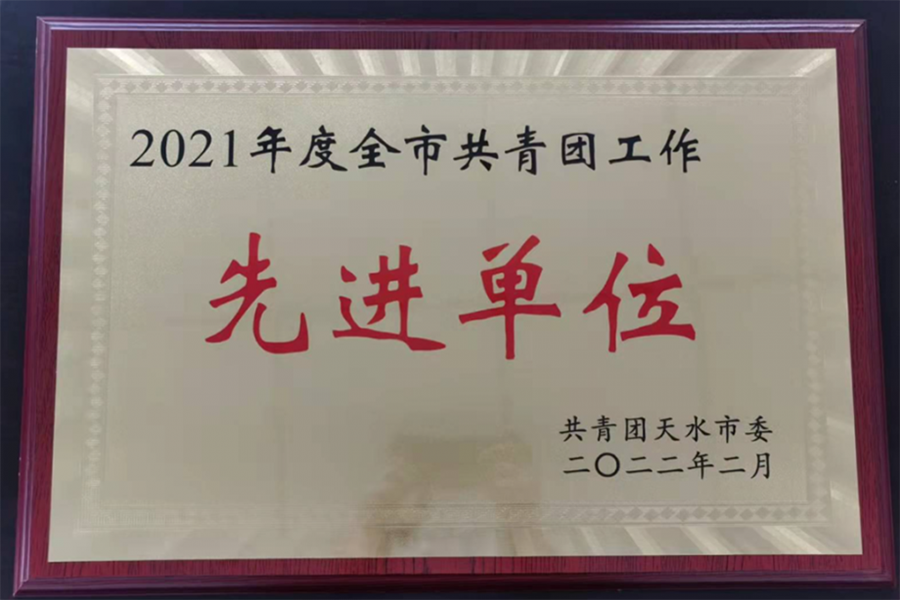 2021年度全市共青团工作
先进单位
共青团天水市委
二〇二二年二月